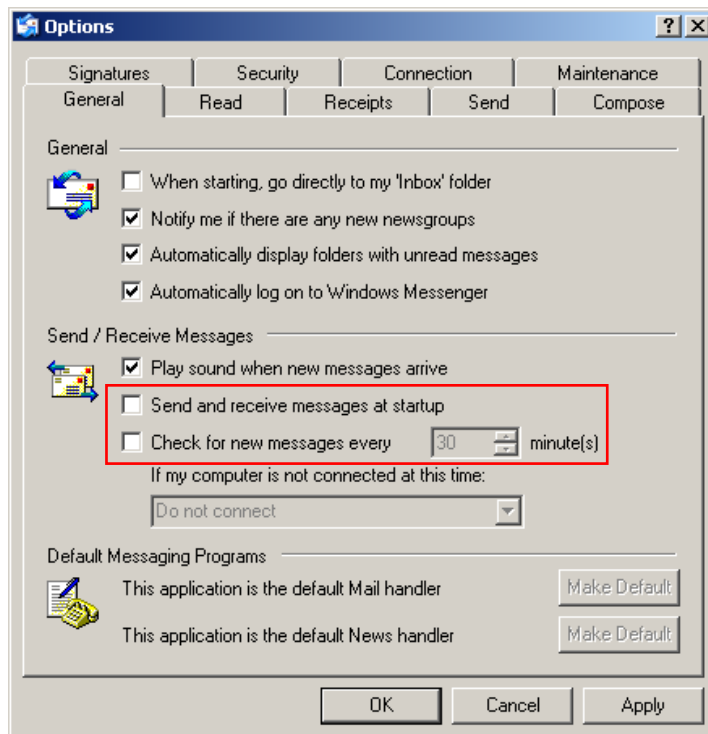 Options
Signatures Security Connection Maintenance
General Read Receipts Send Compose
General
When starting, go directly to my 'Inbox' folder
Notify me if there are any new newsgroups
Automatically display folders with unread messages
Automatically log on to Windows Messenger
Send / Receive Messages
Play sound when new messages arrive
Send and receive messages at startup
Check for new messages every 30 minute(s)
If my computer is not connected at this time:
Do not connect
Default Messaging Programs
This application is the default Mail handler Make Default
This application is the default News handler Make Default
OK Cancel Apply